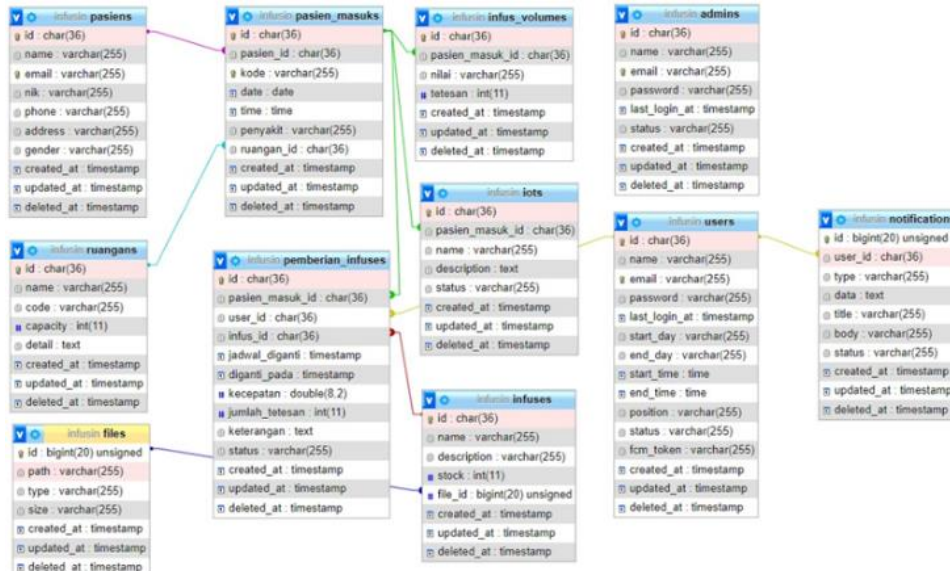 infusin pasiens
id : char(36)
name : varchar(255)
email : varchar(255)
nik : varchar(255)
phone : varchar(255)
address : varchar(255)
gender : varchar(255)
created_at : timestamp
updated_at : timestamp
deleted_at : timestamp
infusin pasien_masuks
id : char(36)
pasien_id : char(36)
kode : varchar(255)
date : date
time : time
penyakit : varchar(255)
ruangan_id : char(36)
created_at : timestamp
updated_at : timestamp
deleted_at : timestamp
infusin infus_volumes
id : char(36)
pasien_masuk_id : char(36)
nilai : varchar(255)
tetesan : int(11)
created_at : timestamp
updated_at : timestamp
deleted_at : timestamp
infusin admins
id : char(36)
name : varchar(255)
email : varchar(255)
password : varchar(255)
last_login_at : timestamp
status : varchar(255)
created_at : timestamp
updated_at : timestamp
deleted_at : timestamp
infusin ruangans
id : char(36)
name : varchar(255)
code : varchar(255)
capacity : int(11)
detail : text
created_at : timestamp
updated_at : timestamp
deleted_at : timestamp
infusin pemberian_infuses
id : char(36)
pasien_masuk_id : char(36)
user_id : char(36)
infus_id : char(36)
jadwal_diganti : timestamp
diganti_pada : timestamp
kecepatan : double(8,2)
jumlah_tetesan : int(11)
keterangan : text
status : varchar(255)
created_at : timestamp
updated_at : timestamp
deleted_at : timestamp
infusin iots
id : char(36)
pasien_masuk_id : char(36)
name : varchar(255)
description : text
status : varchar(255)
created_at : timestamp
updated_at : timestamp
deleted_at : timestamp
infusin users
id : char(36)
name : varchar(255)
email : varchar(255)
password : varchar(255)
last_login_at : timestamp
start_day : varchar(255)
end_day : varchar(255)
start_time : time
end_time : time
position : varchar(255)
status : varchar(255)
fcm_token : varchar(255)
created_at : timestamp
updated_at : timestamp
deleted_at : timestamp
infusin notification
id : bigint(20) unsigned
user_id : char(36)
type : varchar(255)
data : text
title : varchar(255)
body : varchar(255)
status : varchar(255)
created_at : timestamp
updated_at : timestamp
deleted_at : timestamp
infusin files
id : bigint(20) unsigned
path : varchar(255)
type : varchar(255)
size : varchar(255)
created_at : timestamp
updated_at : timestamp
deleted_at : timestamp
infusin infuses
id : char(36)
name : varchar(255)
description : varchar(255)
stock : int(11)
file_id : bigint(20) unsigned
created_at : timestamp
updated_at : timestamp
deleted_at : timestamp